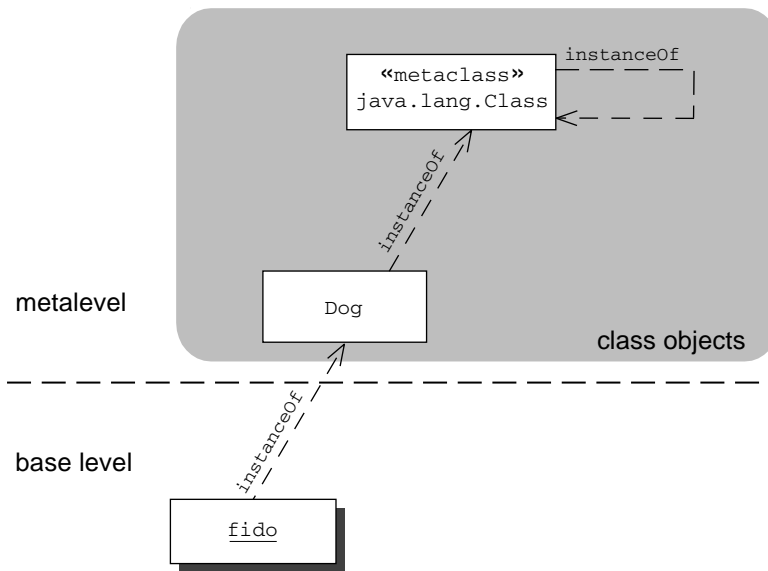 instanceOf
«metaclass»
java.lang.Class
instanceOf
metalevel
Dog
class objects
instanceOf
base level
fido